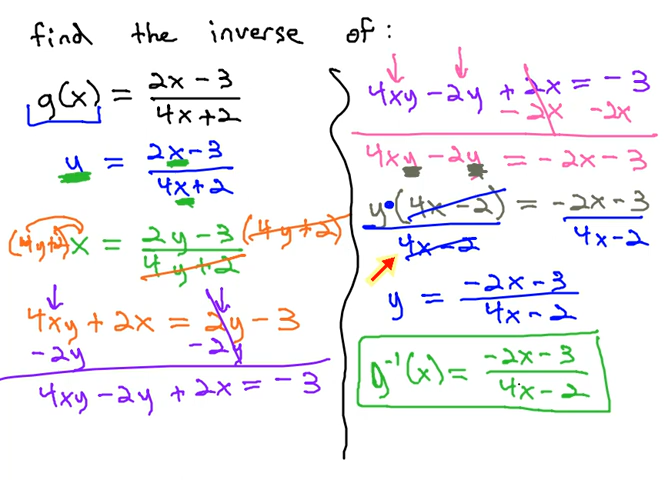 find the inverse of:
g(x) = 2x - 3 / 4x + 2
y = 2x - 3 / 4x + 2
(4y+2) x = 2y - 3 / 4y + 2 (4y+2)
4xy + 2x = 2y - 3
- 2y - 2y
4xy - 2y + 2x = - 3
4xy - 2y + 2x = - 3
- 2x - 2x
4xy - 2y = - 2x - 3
y • (4x - 2) / 4x - 2 = -2x - 3 / 4x - 2
y = -2x - 3 / 4x - 2
g⁻¹(x) = -2x - 3 / 4x - 2